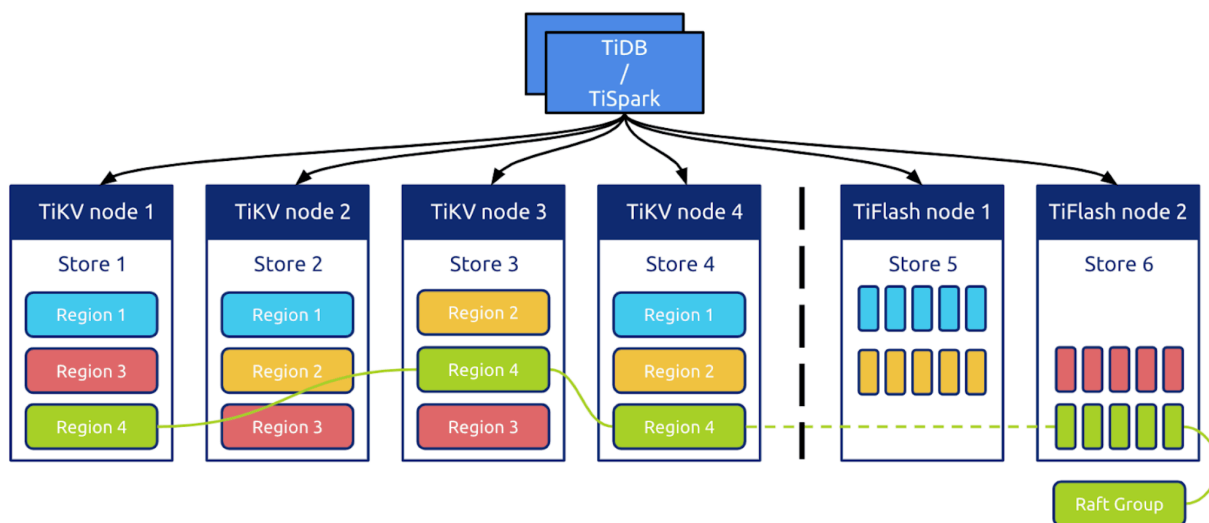 TiDB
/
TiSpark
TiKV node 1
TiKV node 2
TiKV node 3
TiKV node 4
TiFlash node 1
TiFlash node 2
Store 1
Store 2
Store 3
Store 4
Store 5
Store 6
Region 1
Region 1
Region 2
Region 1
Region 3
Region 2
Region 4
Region 2
Region 4
Region 3
Region 3
Region 4
Raft Group